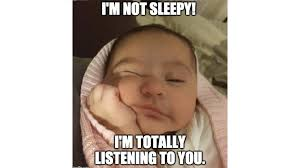 I'M NOT SLEEPY!
I'M TOTALLY
LISTENING TO YOU.